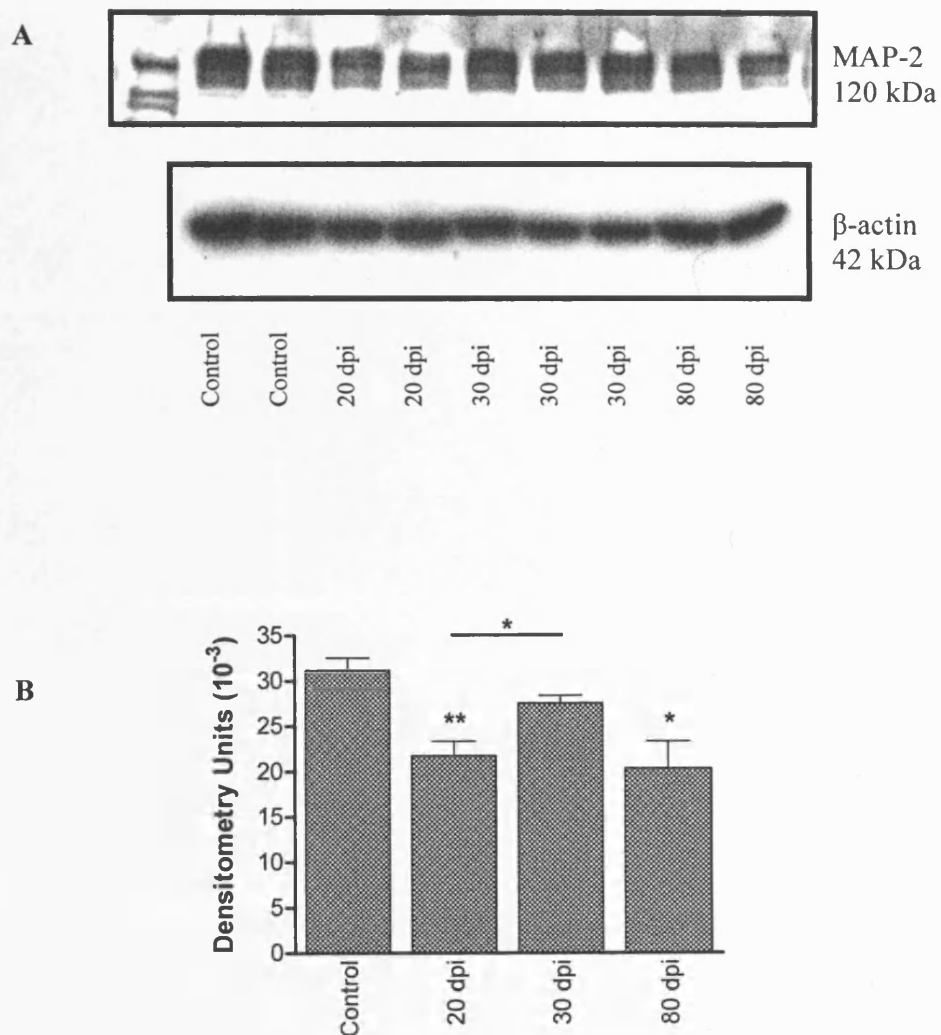 A
MAP-2
120 kDa
β-actin
42 kDa
Control
Control
20 dpi
20 dpi
30 dpi
30 dpi
30 dpi
80 dpi
80 dpi
B
Densitometry Units (10⁻³)
35
30
25
20
15
10
5
0
*
**
*
Control
20 dpi
30 dpi
80 dpi